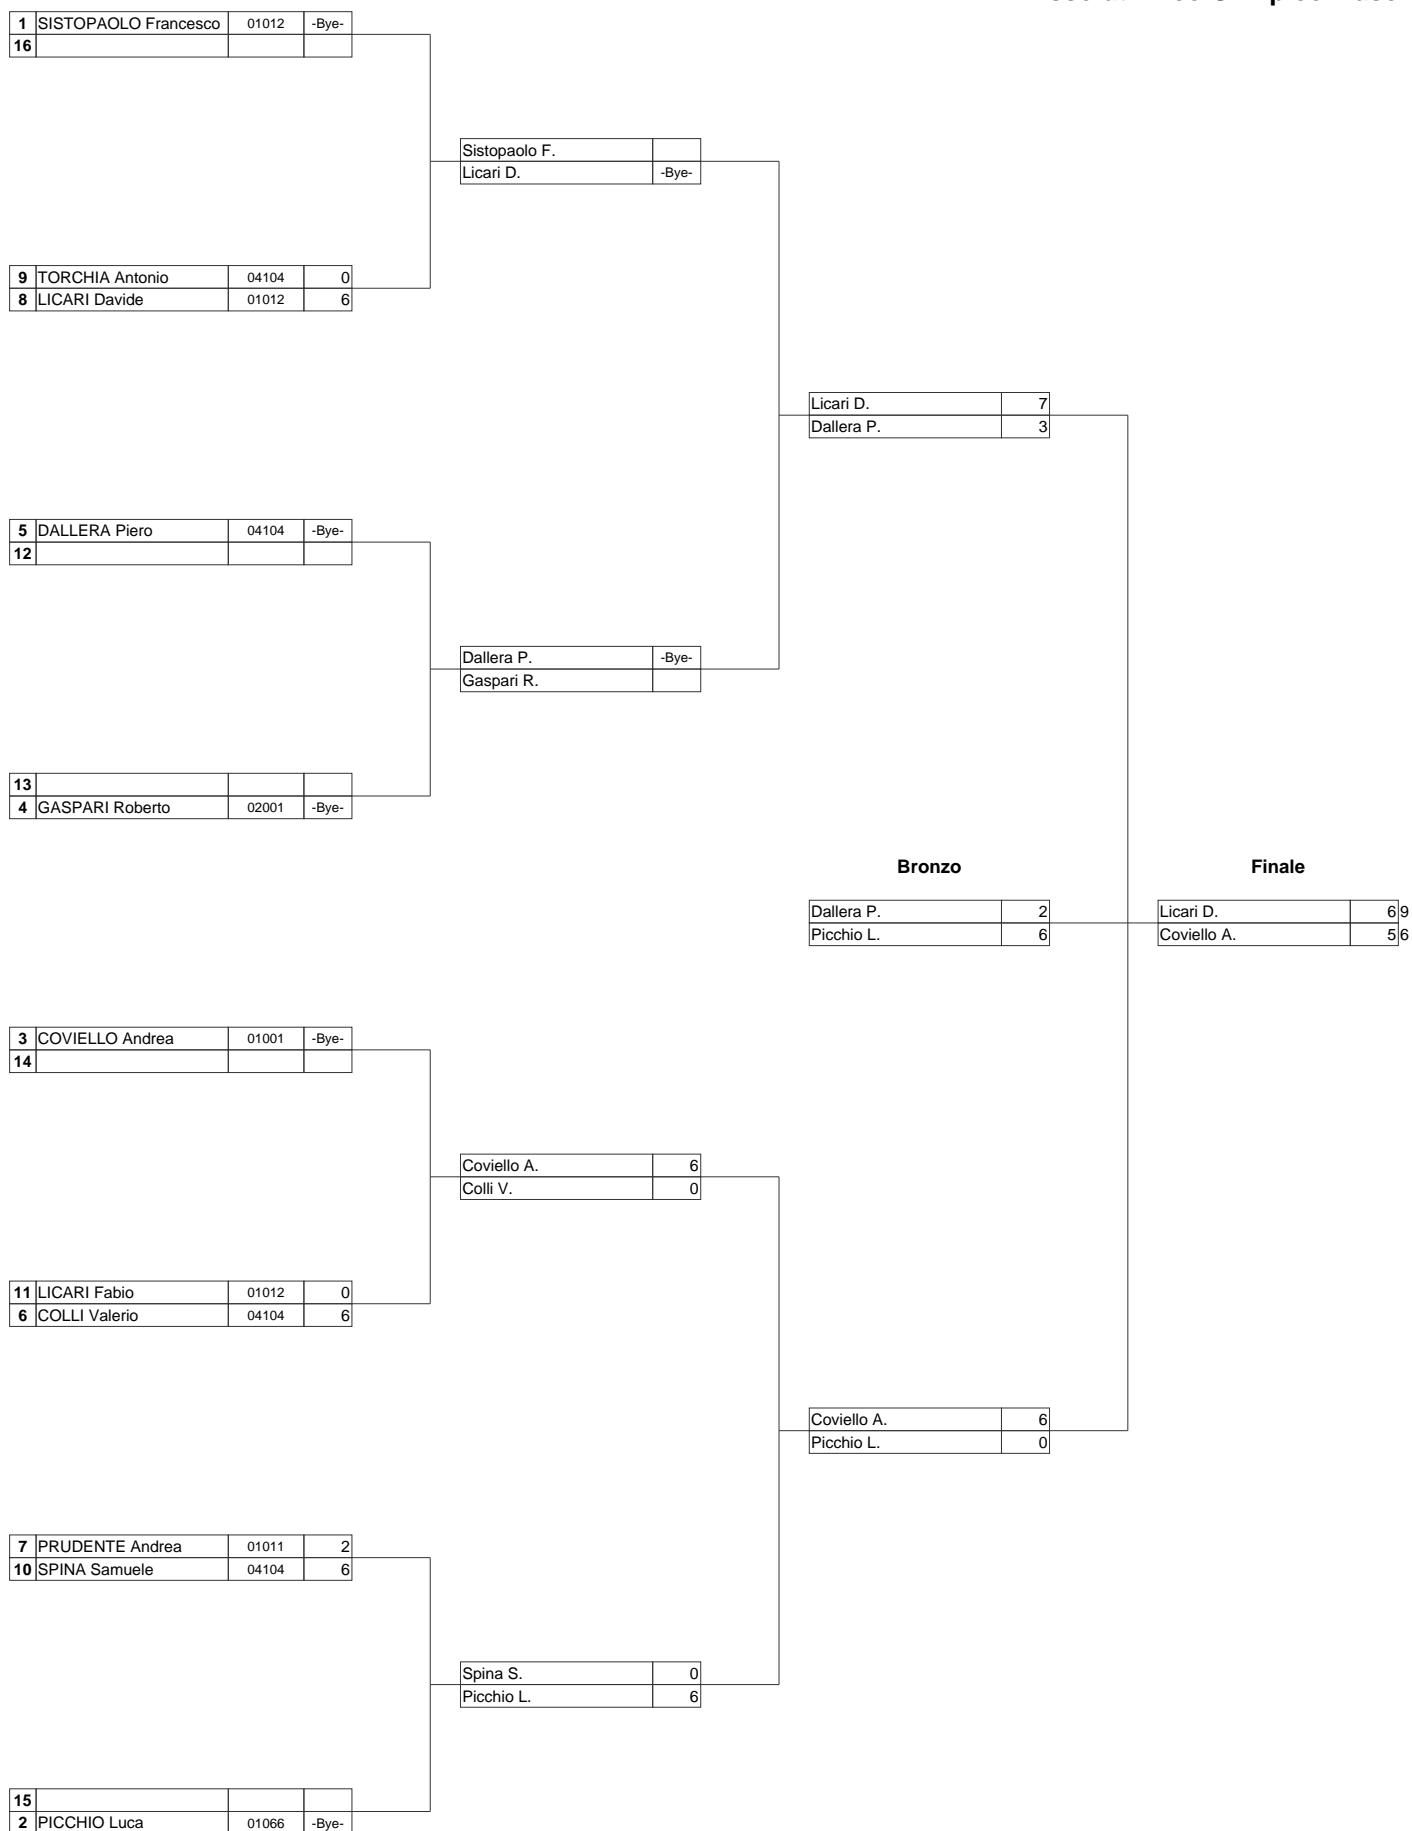 1 SISTOPAOLO Francesco 01012 -Bye-
16
Sistopaolo F.
Licari D. -Bye-
9 TORCHIA Antonio 04104 0
8 LICARI Davide 01012 6
Licari D. 7
Dallera P. 3
5 DALLERA Piero 04104 -Bye-
12
Dallera P. -Bye-
Gaspari R.
13
4 GASPARI Roberto 02001 -Bye-
Bronzo Finale
Dallera P. 2 Licari D. 6 9
Picchio L. 6 Coviello A. 5 6
3 COVIELLO Andrea 01001 -Bye-
14
Coviello A. 6
Colli V. 0
11 LICARI Fabio 01012 0
6 COLLI Valerio 04104 6
Coviello A. 6
Picchio L. 0
7 PRUDENTE Andrea 01011 2
10 SPINA Samuele 04104 6
Spina S. 0
Picchio L. 6
15
2 PICCHIO Luca 01066 -Bye-